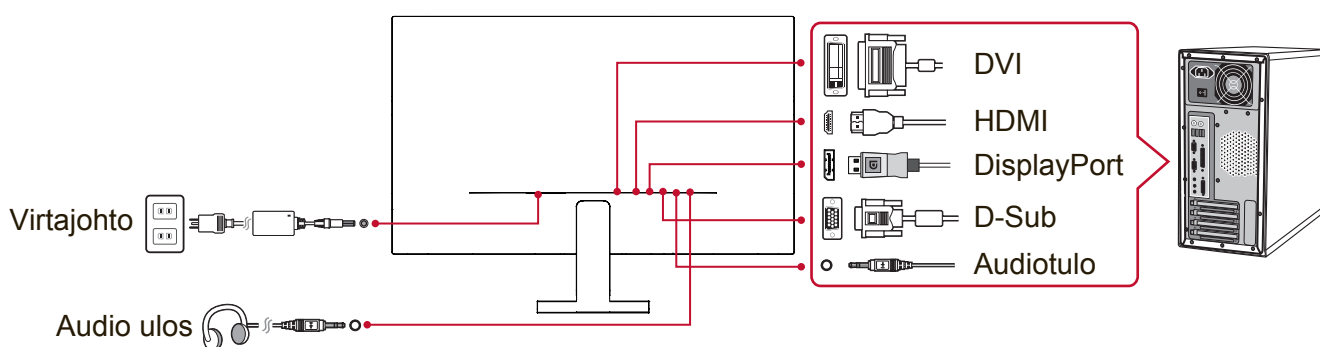 DVI
HDMI
DisplayPort
Virtajohto
D-Sub
Audiotulo
Audio ulos